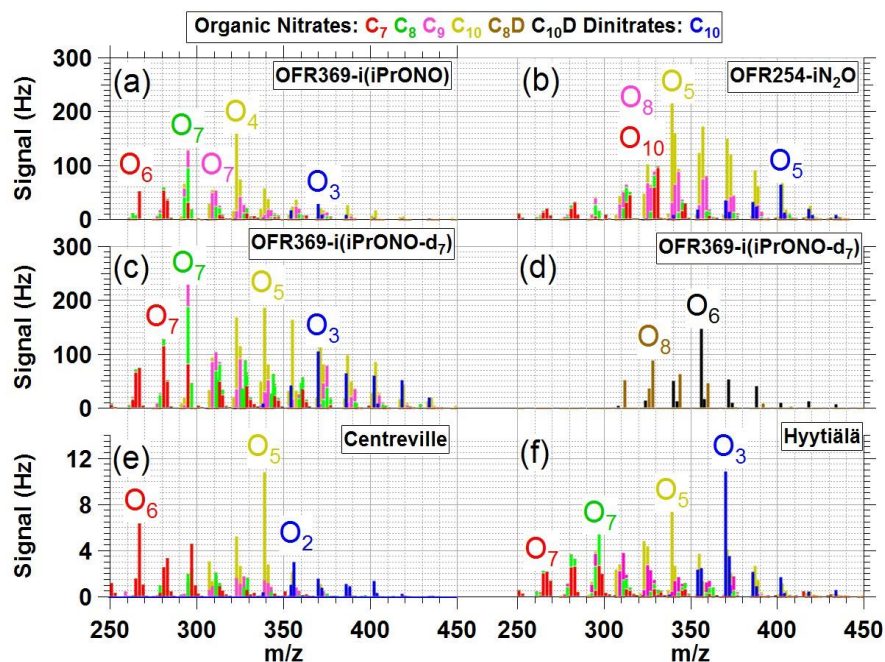 Organic Nitrates: C7 C8 C9 C10 C8D C10D Dinitrates: C10
Signal (Hz)
300
200
100
0
(a)
OFR369-i(iPrONO)
O6
O7
O7
O4
O3
(b)
OFR254-iN2O
O8
O10
O5
O5
Signal (Hz)
300
200
100
0
(c)
OFR369-i(iPrONO-d7)
O7
O7
O5
O3
(d)
OFR369-i(iPrONO-d7)
O8
O6
Signal (Hz)
12
8
4
0
(e)
Centreville
O6
O5
O2
(f)
Hyytiälä
O7
O7
O5
O3
250 300 350 400 450
300 350 400 450
m/z
m/z